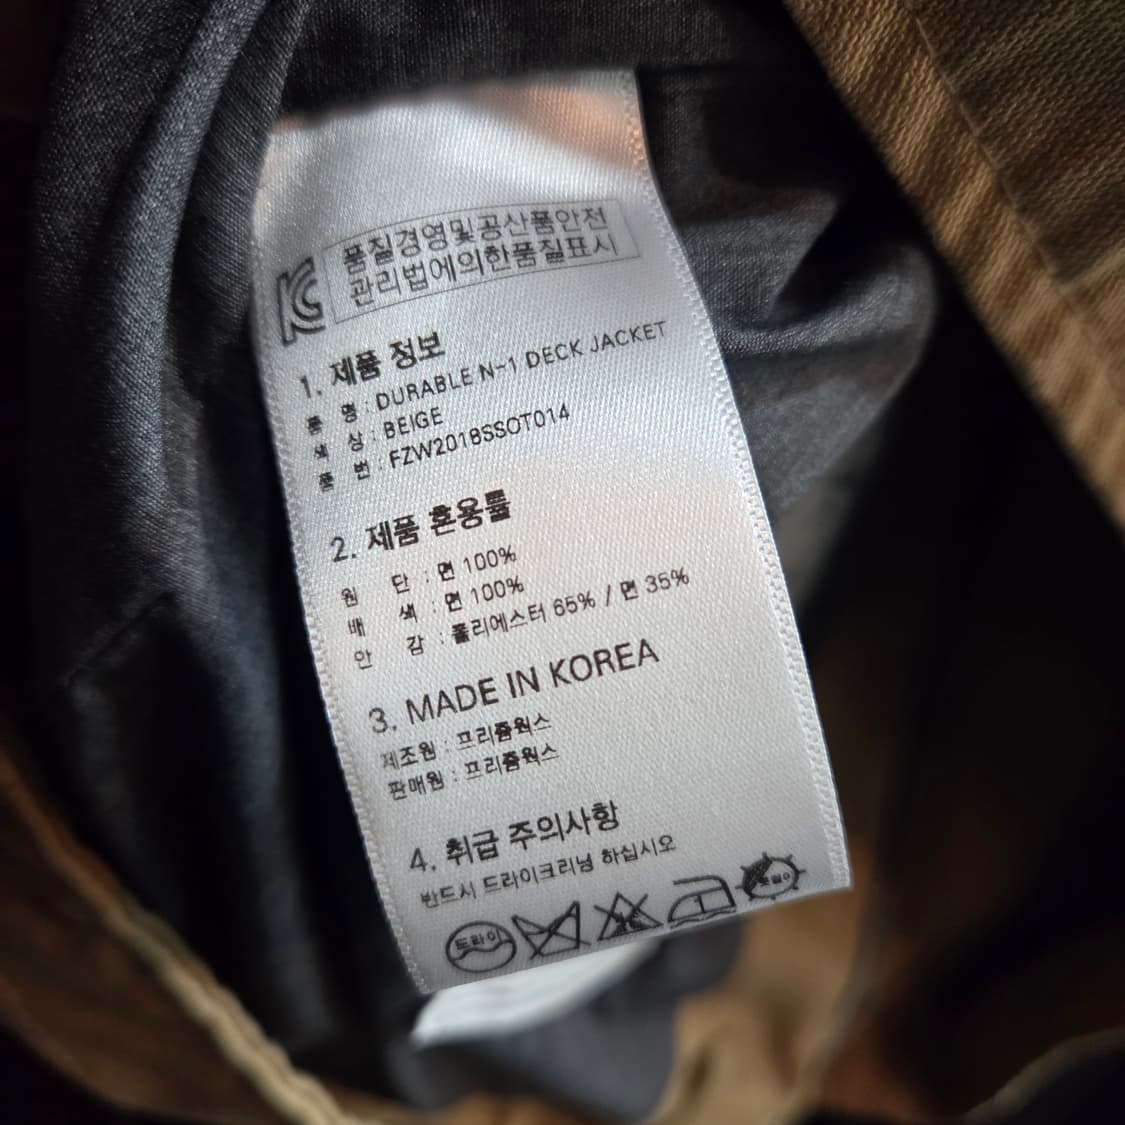 품질경영및공산품안전
관리법에의한품질표시
1. 제품 정보
품 명 : DURABLE N-1 DECK JACKET
색 상 : BEIGE
품 번 : FZW2018SSOT014
2. 제품 혼용률
원 단 : 면 100%
배 색 : 면 100%
안 감 : 폴리에스터 65% / 면 35%
3. MADE IN KOREA
제조원 : 프리즘웍스
판매원 : 프리즘웍스
4. 취급 주의사항
반드시 드라이크리닝 하십시오
드라이